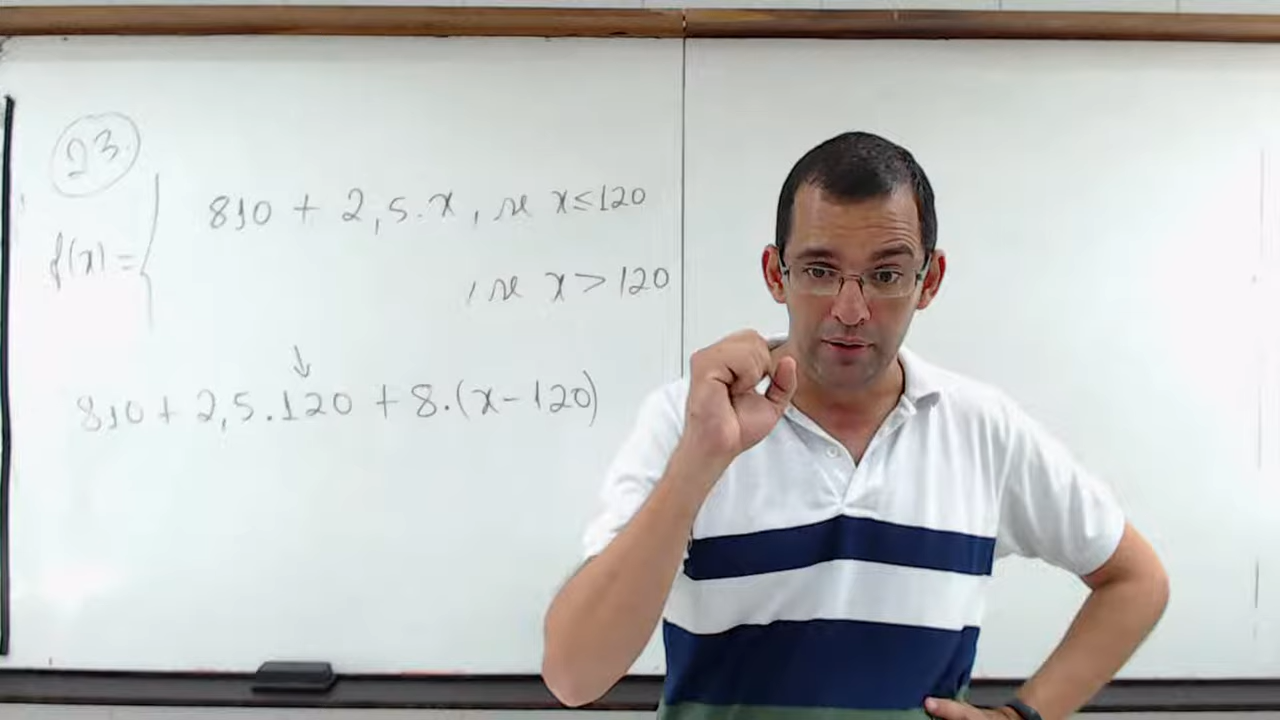 23.
f(x) = { 810 + 2,5.x , se x ≤ 120
, se x > 120
↓
810 + 2,5.120 + 8.(x - 120)